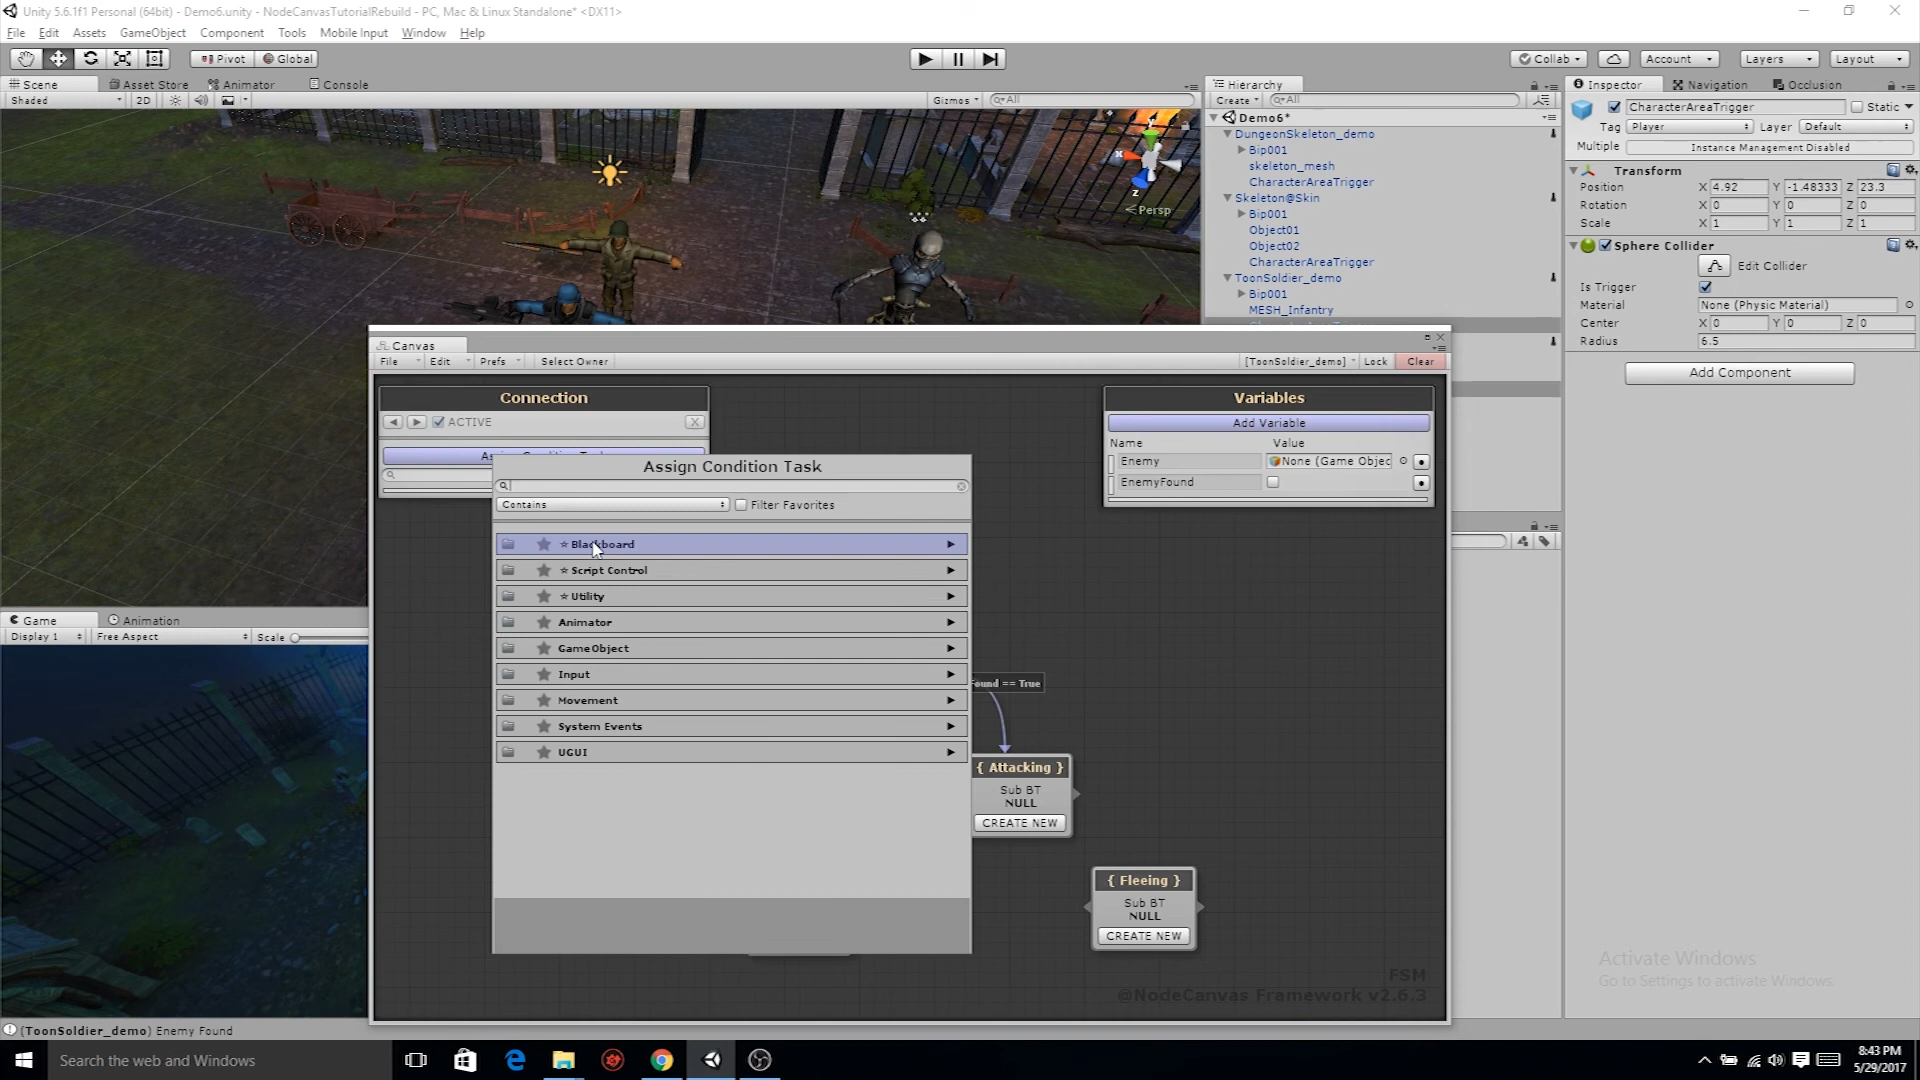 Unity 5.6.1f1 Personal (64bit) - Demo6.unity - NodeCanvasTutorialRebuild - PC, Mac & Linux Standalone* <DX11>
File Edit Assets GameObject Component Tools Mobile Input Window Help
Pivot Global Collab Account Layers Layout
Scene Asset Store Animator Console
Shaded 2D Gizmos All
x
z
Persp
Hierarchy
Create All
Demo6*
DungeonSkeleton_demo
Bip001
skeleton_mesh
CharacterAreaTrigger
Skeleton@Skin
Bip001
Object01
Object02
CharacterAreaTrigger
ToonSoldier_demo
Bip001
MESH_Infantry
Inspector Navigation Occlusion
CharacterAreaTrigger Static
Tag Player Layer Default
Multiple Instance Management Disabled
Transform
Position X 4.92 Y -1.48333 Z 23.3
Rotation X 0 Y 0 Z 0
Scale X 1 Y 1 Z 1
Sphere Collider
Edit Collider
Is Trigger
Material None (Physic Material)
Center X 0 Y 0 Z 0
Radius 6.5
Add Component
Canvas
File Edit Prefs Select Owner [ToonSoldier_demo] Lock Clear
Connection
ACTIVE X
Assign Condition Task
Contains Filter Favorites
Blackboard
Script Control
Utility
Animator
GameObject
Input
Movement
System Events
UGUI
Variables
Add Variable
Name Value
Enemy None (Game Objec
EnemyFound
Found == True
{ Attacking }
Sub BT
NULL
CREATE NEW
{ Fleeing }
Sub BT
NULL
CREATE NEW
FSM
@NodeCanvas Framework v2.6.3
Game Animation
Display 1 Free Aspect Scale
Activate Windows
Go to Settings to activate Windows.
(ToonSoldier_demo) Enemy Found
Search the web and Windows
8:43 PM
5/29/2017